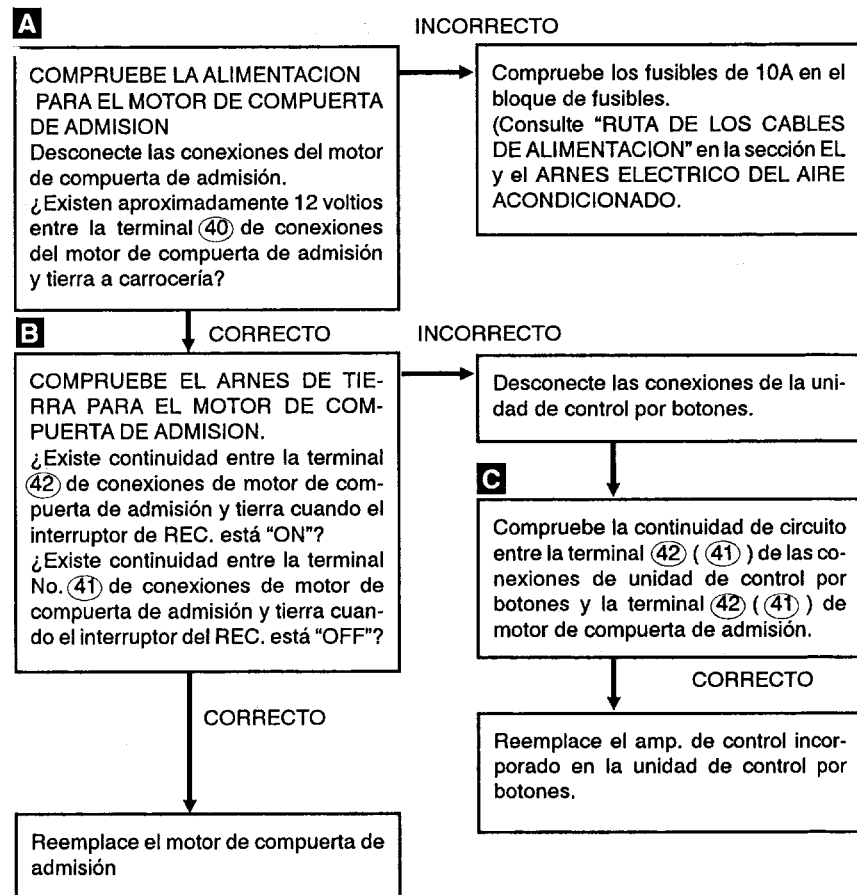 A
INCORRECTO
COMPRUEBE LA ALIMENTACION
PARA EL MOTOR DE COMPUERTA
DE ADMISION
Desconecte las conexiones del motor
de compuerta de admisión.
¿Existen aproximadamente 12 voltios
entre la terminal 40 de conexiones
del motor de compuerta de admisión
y tierra a carrocería?
Compruebe los fusibles de 10A en el
bloque de fusibles.
(Consulte "RUTA DE LOS CABLES
DE ALIMENTACION" en la sección EL
y el ARNES ELECTRICO DEL AIRE
ACONDICIONADO.
B
CORRECTO
INCORRECTO
COMPRUEBE EL ARNES DE TIE-
RRA PARA EL MOTOR DE COM-
PUERTA DE ADMISION.
¿Existe continuidad entre la terminal
42 de conexiones de motor de com-
puerta de admisión y tierra cuando el
interruptor de REC. está "ON"?
¿Existe continuidad entre la terminal
No. 41 de conexiones de motor de
compuerta de admisión y tierra cuan-
do el interruptor del REC. está "OFF"?
Desconecte las conexiones de la uni-
dad de control por botones.
C
Compruebe la continuidad de circuito
entre la terminal 42 ( 41 ) de las co-
nexiones de unidad de control por
botones y la terminal 42 ( 41 ) de
motor de compuerta de admisión.
CORRECTO
CORRECTO
Reemplace el amp. de control incor-
porado en la unidad de control por
botones.
Reemplace el motor de compuerta de
admisión